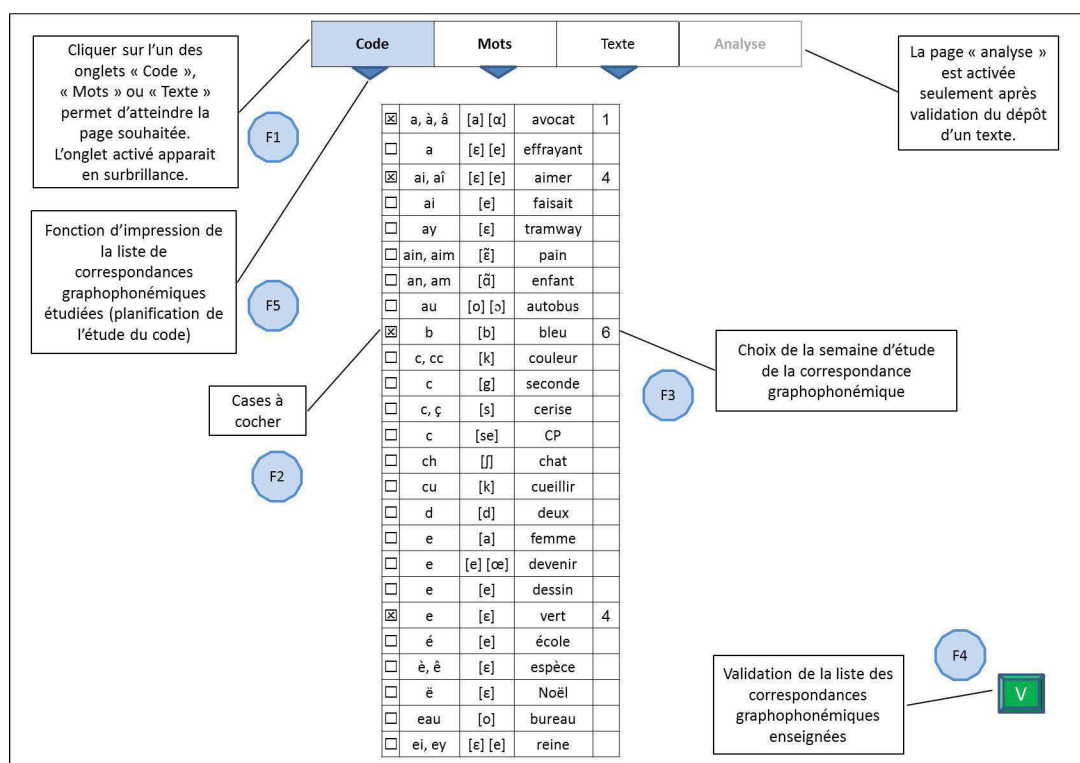 Code Mots Texte Analyse
Cliquer sur l'un des
onglets « Code »,
« Mots » ou « Texte »
permet d'atteindre la
page souhaitée.
L'onglet activé apparait
en surbrillance.
F1
La page « analyse »
est activée
seulement après
validation du dépôt
d'un texte.
Fonction d'impression de
la liste de
correspondances
graphophonémiques
étudiées (planification de
l'étude du code)
F5
Cases à
cocher
F2
☒ a, à, â [a] [ɑ] avocat 1
☐ a [ɛ] [e] effrayant
☒ ai, aî [ɛ] [e] aimer 4
☐ ai [e] faisait
☐ ay [ɛ] tramway
☐ ain, aim [ɛ̃] pain
☐ an, am [ɑ̃] enfant
☐ au [o] [ɔ] autobus
☒ b [b] bleu 6
☐ c, cc [k] couleur
☐ c [g] seconde
☐ c, ç [s] cerise
☐ c [se] CP
☐ ch [ʃ] chat
☐ cu [k] cueillir
☐ d [d] deux
☐ e [a] femme
☐ e [e] [œ] devenir
☐ e [e] dessin
☒ e [ɛ] vert 4
☐ é [e] école
☐ è, ê [ɛ] espèce
☐ ë [ɛ] Noël
☐ eau [o] bureau
☐ ei, ey [ɛ] [e] reine
Choix de la semaine d'étude
de la correspondance
graphophonémique
F3
F4
Validation de la liste des
correspondances
graphophonémiques
enseignées
V